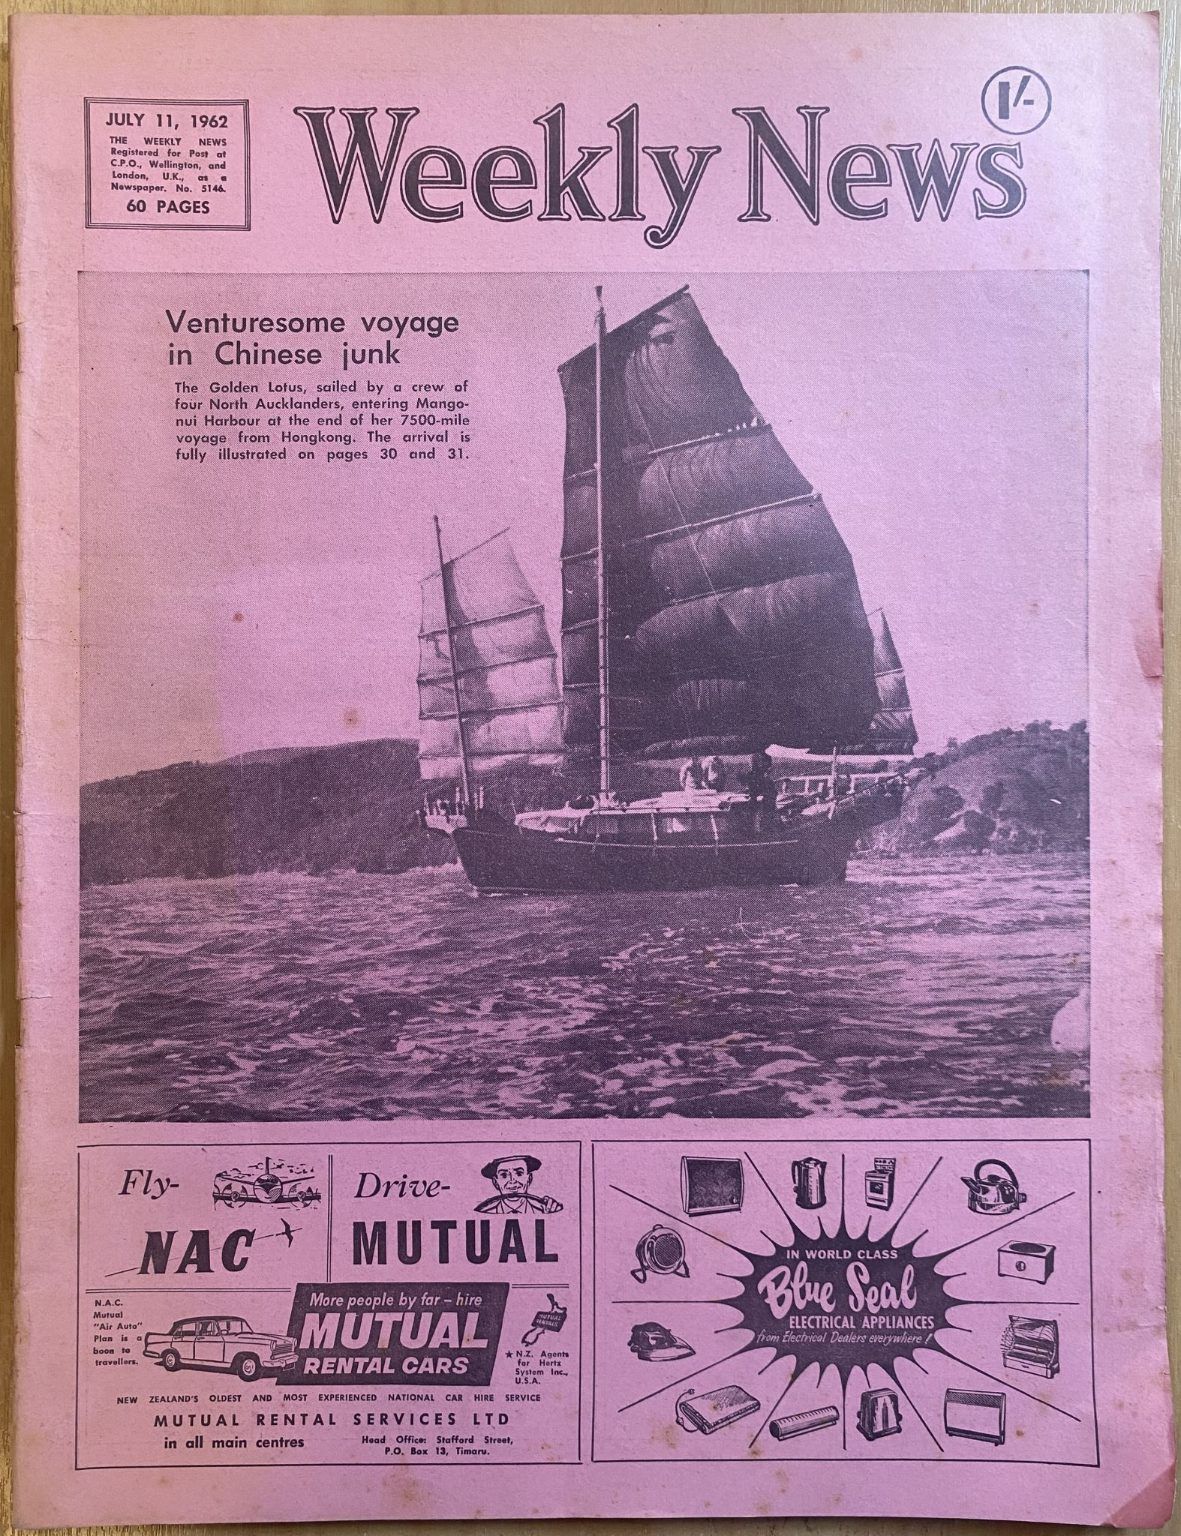 JULY 11, 1962
THE WEEKLY NEWS
Registered for Post at
C.P.O., Wellington, and
London, U.K., as a
Newspaper. No. 5146.
60 PAGES
Weekly News
1/-
Venturesome voyage
in Chinese junk
The Golden Lotus, sailed by a crew of
four North Aucklanders, entering Mango-
nui Harbour at the end of her 7500-mile
voyage from Hongkong. The arrival is
fully illustrated on pages 30 and 31.
Fly-
NAC
Drive-
MUTUAL
N.A.C.
Mutual
"Air Auto"
Plan is a
boon to
travellers.
More people by far – hire
MUTUAL
RENTAL CARS
★ N.Z. Agents
for Hertz
System Inc.,
U.S.A.
NEW ZEALAND'S OLDEST AND MOST EXPERIENCED NATIONAL CAR HIRE SERVICE
MUTUAL RENTAL SERVICES LTD
in all main centres
Head Office: Stafford Street,
P.O. Box 13, Timaru.
IN WORLD CLASS
Blue Seal
ELECTRICAL APPLIANCES
from Electrical Dealers everywhere!